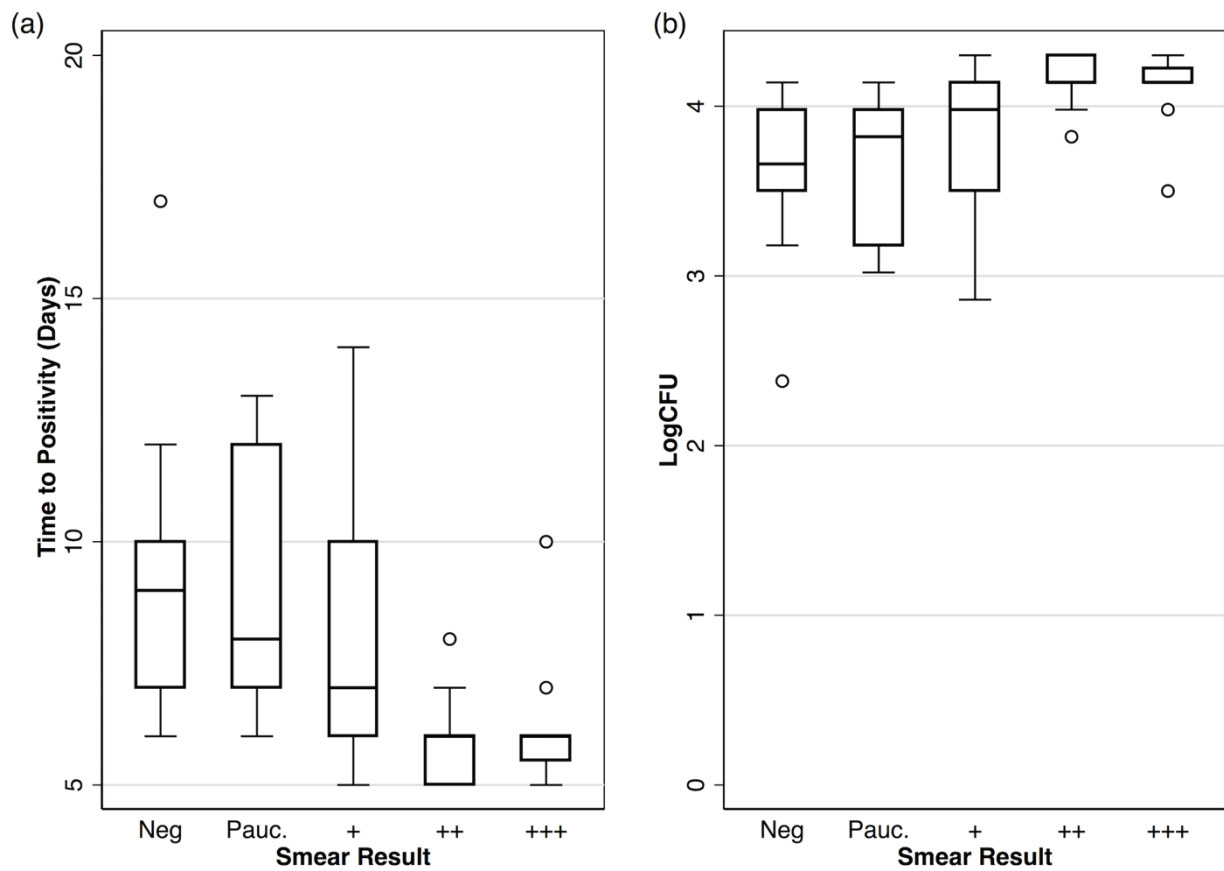 (a)
Time to Positivity (Days)
20
15
10
5
Neg Pauc. + ++ +++
Smear Result
(b)
LogCFU
4
3
2
1
0
Neg Pauc. + ++ +++
Smear Result